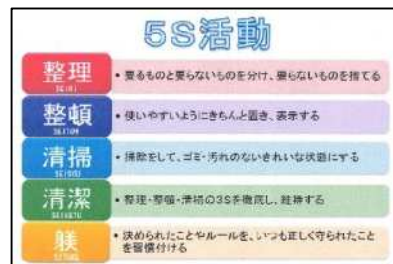 5S活動
整理
SEIRI
・要るものと要らないものを分け、要らないものを捨てる
整頓
SEITON
・使いやすいようにきちんと置き、表示する
清掃
SEISOU
・掃除をして、ゴミ・汚れのないきれいな状態にする
清潔
SEIKETU
・整理・整頓・清掃の3Sを徹底し、維持する
躾
・決められたことやルールを、いつも正しく守られたこと
を習慣付ける